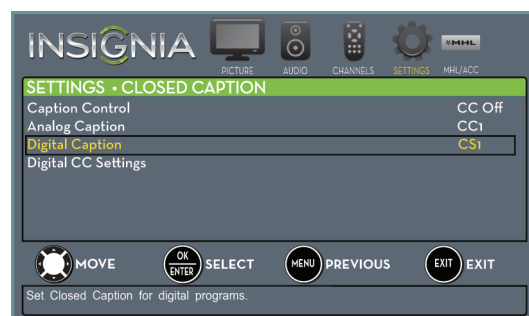 INSIGNIA
PICTURE AUDIO CHANNELS SETTINGS MHL/ACC
MHL
SETTINGS • CLOSED CAPTION
Caption Control CC Off
Analog Caption CC1
Digital Caption CS1
Digital CC Settings
MOVE OK ENTER SELECT MENU PREVIOUS EXIT EXIT
Set Closed Caption for digital programs.